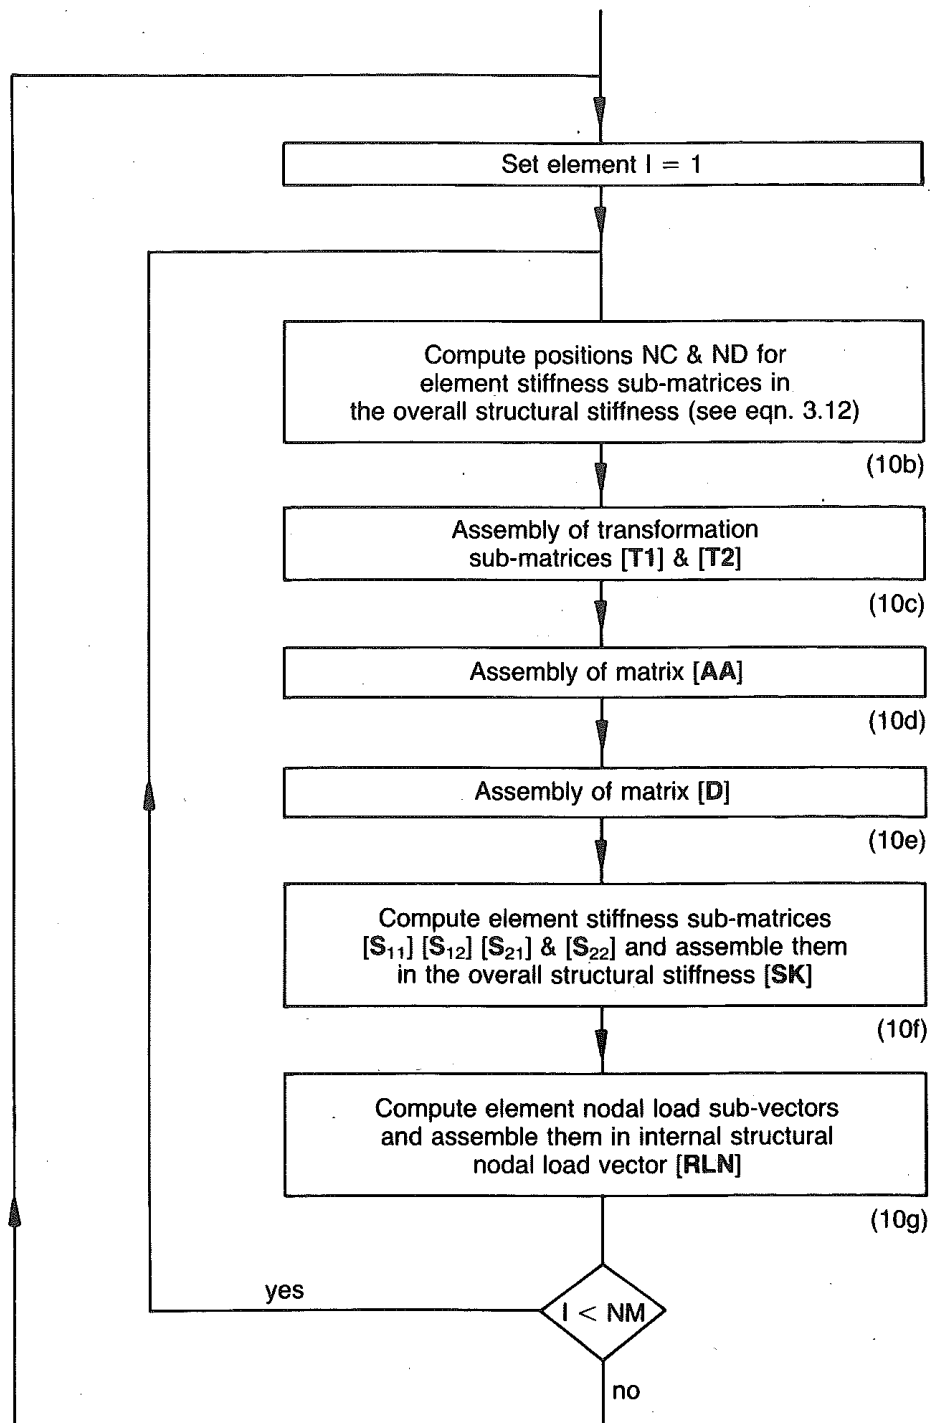 Set element I = 1
Compute positions NC & ND for
element stiffness sub-matrices in
the overall structural stiffness (see eqn. 3.12)
(10b)
Assembly of transformation
sub-matrices [T1] & [T2]
(10c)
Assembly of matrix [AA]
(10d)
Assembly of matrix [D]
(10e)
Compute element stiffness sub-matrices
[S₁₁] [S₁₂] [S₂₁] & [S₂₂] and assemble them
in the overall structural stiffness [SK]
(10f)
Compute element nodal load sub-vectors
and assemble them in internal structural
nodal load vector [RLN]
(10g)
yes
I < NM
no